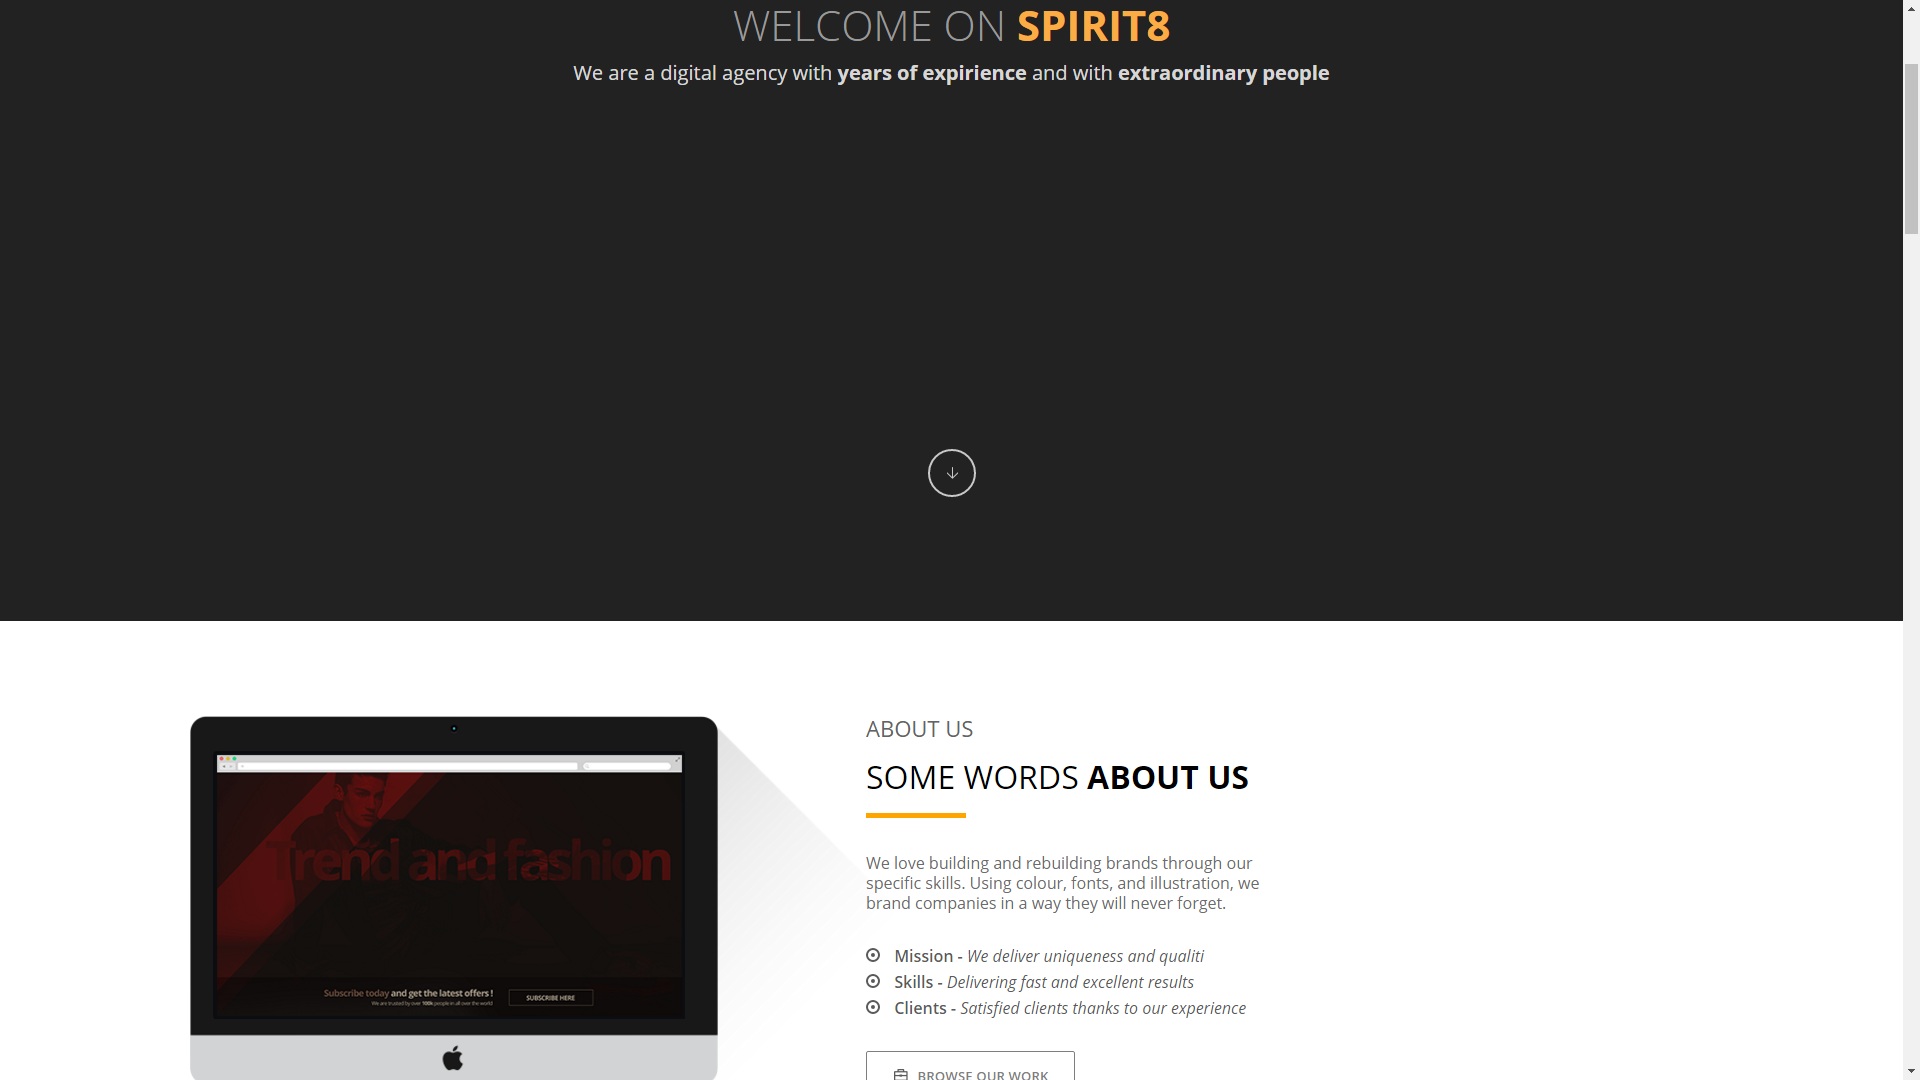 WELCOME ON SPIRIT8
We are a digital agency with years of expirience and with extraordinary people
ABOUT US
SOME WORDS ABOUT US
We love building and rebuilding brands through our
specific skills. Using colour, fonts, and illustration, we
brand companies in a way they will never forget.
Mission - We deliver uniqueness and qualiti
Skills - Delivering fast and excellent results
Clients - Satisfied clients thanks to our experience
BROWSE OUR WORK
Trend and fashion
Subscribe today and get the latest offers !
We are trusted by over 100k people in all over the world
SUBSCRIBE HERE